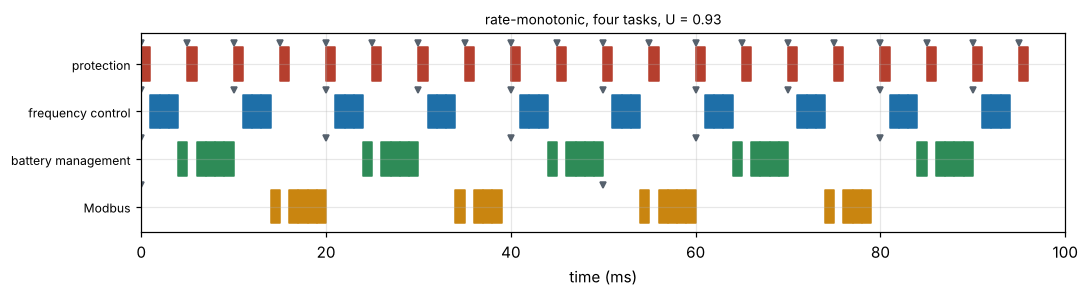 rate-monotonic, four tasks, U = 0.93
protection
frequency control
battery management
Modbus
0 20 40 60 80 100
time (ms)